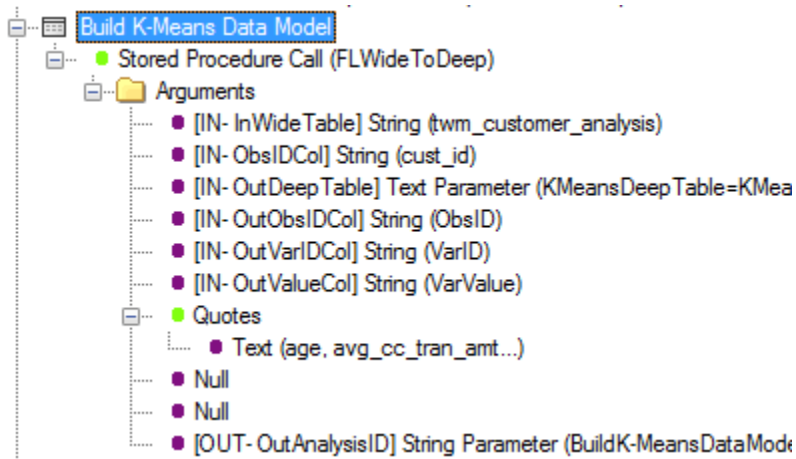 Build K-Means Data Model
Stored Procedure Call (FLWideToDeep)
Arguments
[IN- InWideTable] String (twm_customer_analysis)
[IN- ObsIDCol] String (cust_id)
[IN- OutDeepTable] Text Parameter (KMeansDeepTable=KMea
[IN- OutObsIDCol] String (ObsID)
[IN- OutVarIDCol] String (VarID)
[IN- OutValueCol] String (VarValue)
Quotes
Text (age, avg_cc_tran_amt...)
Null
Null
[OUT- OutAnalysisID] String Parameter (BuildK-MeansDataMode